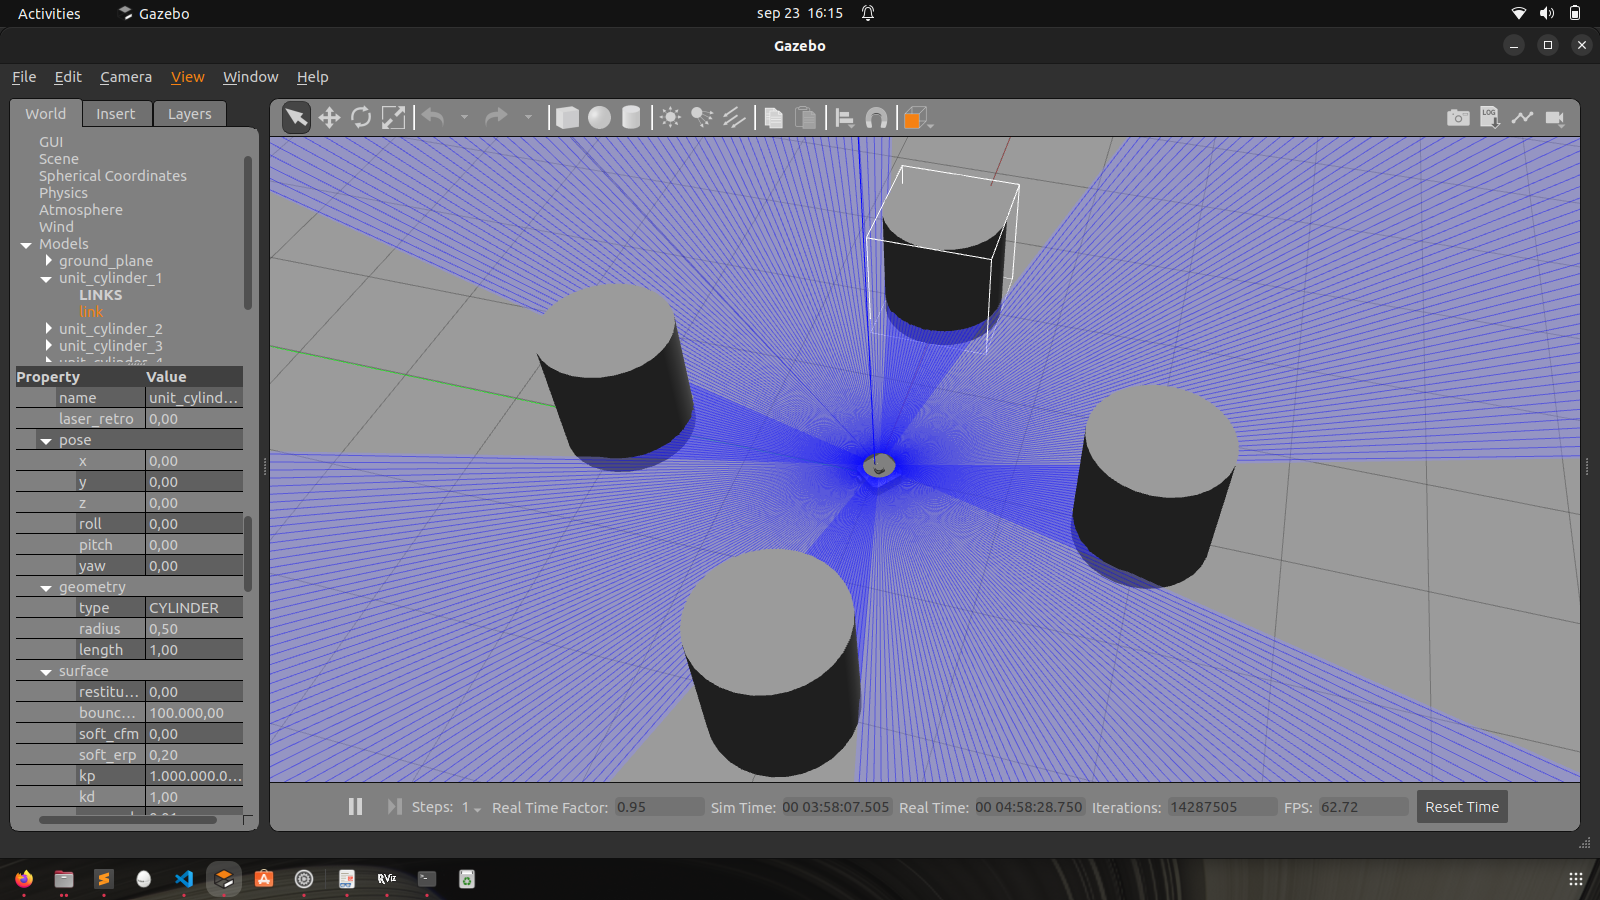 Activities Gazebo sep 23 16:15
Gazebo
File Edit Camera View Window Help
World Insert Layers
GUI
Scene
Spherical Coordinates
Physics
Atmosphere
Wind
Models
ground_plane
unit_cylinder_1
LINKS
link
unit_cylinder_2
unit_cylinder_3
Property Value
name unit_cylind...
laser_retro 0,00
pose
x 0,00
y 0,00
z 0,00
roll 0,00
pitch 0,00
yaw 0,00
geometry
type CYLINDER
radius 0,50
length 1,00
surface
restitu... 0,00
bounc... 100.000,00
soft_cfm 0,00
soft_erp 0,20
kp 1.000.000.0...
kd 1,00
LOG
Steps: 1 Real Time Factor: 0.95 Sim Time: 00 03:58:07.505 Real Time: 00 04:58:28.750 Iterations: 14287505 FPS: 62.72 Reset Time
RViz